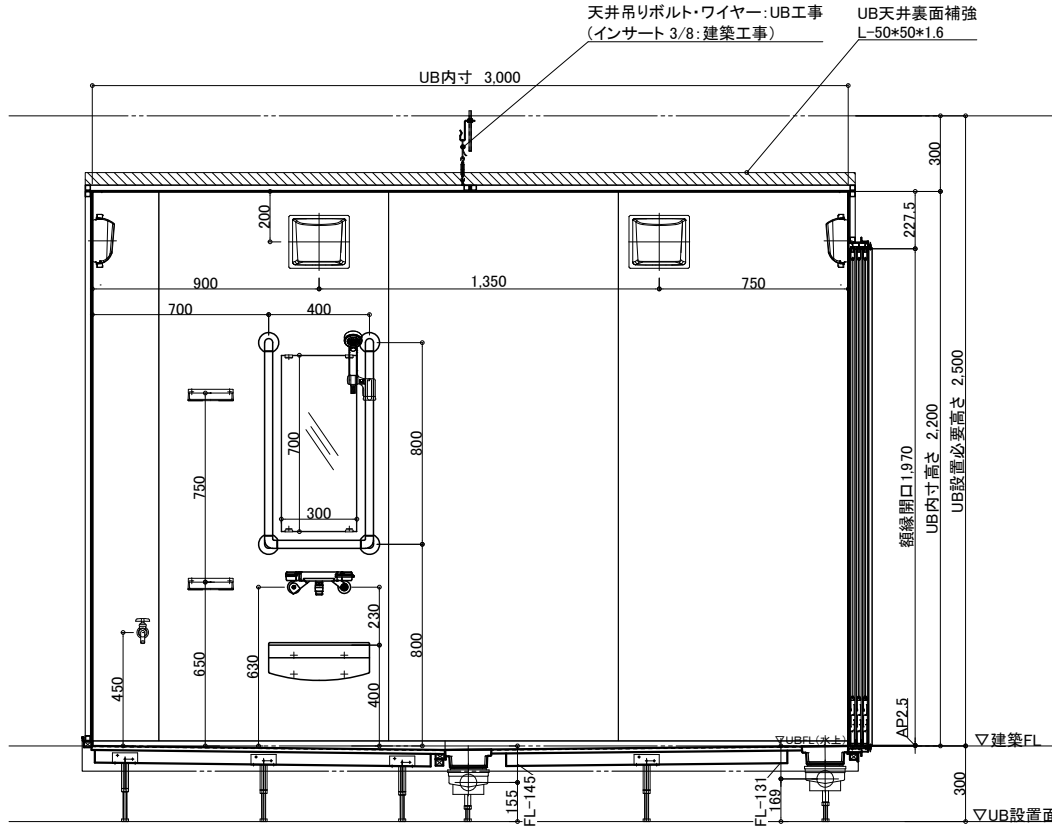 天井吊りボルト・ワイヤー：UB工事
(インサート 3/8：建築工事)
UB天井裏面補強
L-50*50*1.6
UB内寸 3,000
300
200
227.5
900
1,350
750
700
400
UB設置必要高さ 2,500
UB内寸高さ 2,200
額縁開口1,970
700
800
750
300
230
450
650
630
800
400
AP2.5
▽UBFL(水上)
▽建築FL
155
FL-145
FL-131
169
300
▽UB設置面